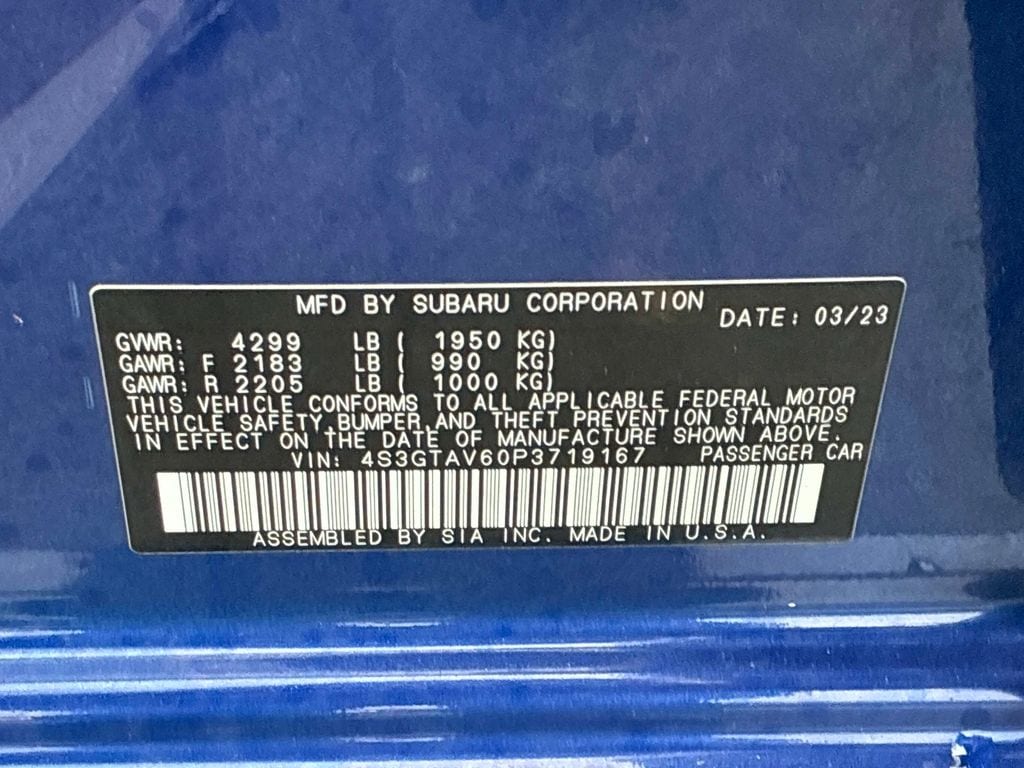 MFD BY SUBARU CORPORATION DATE: 03/23
GVWR: 4299 LB ( 1950 KG)
GAWR: F 2183 LB ( 990 KG)
GAWR: R 2205 LB ( 1000 KG)
THIS VEHICLE CONFORMS TO ALL APPLICABLE FEDERAL MOTOR
VEHICLE SAFETY,BUMPER,AND THEFT PREVENTION STANDARDS
IN EFFECT ON THE DATE OF MANUFACTURE SHOWN ABOVE.
VIN: 4S3GTAV60P3719167 PASSENGER CAR
ASSEMBLED BY SIA INC. MADE IN U.S.A.